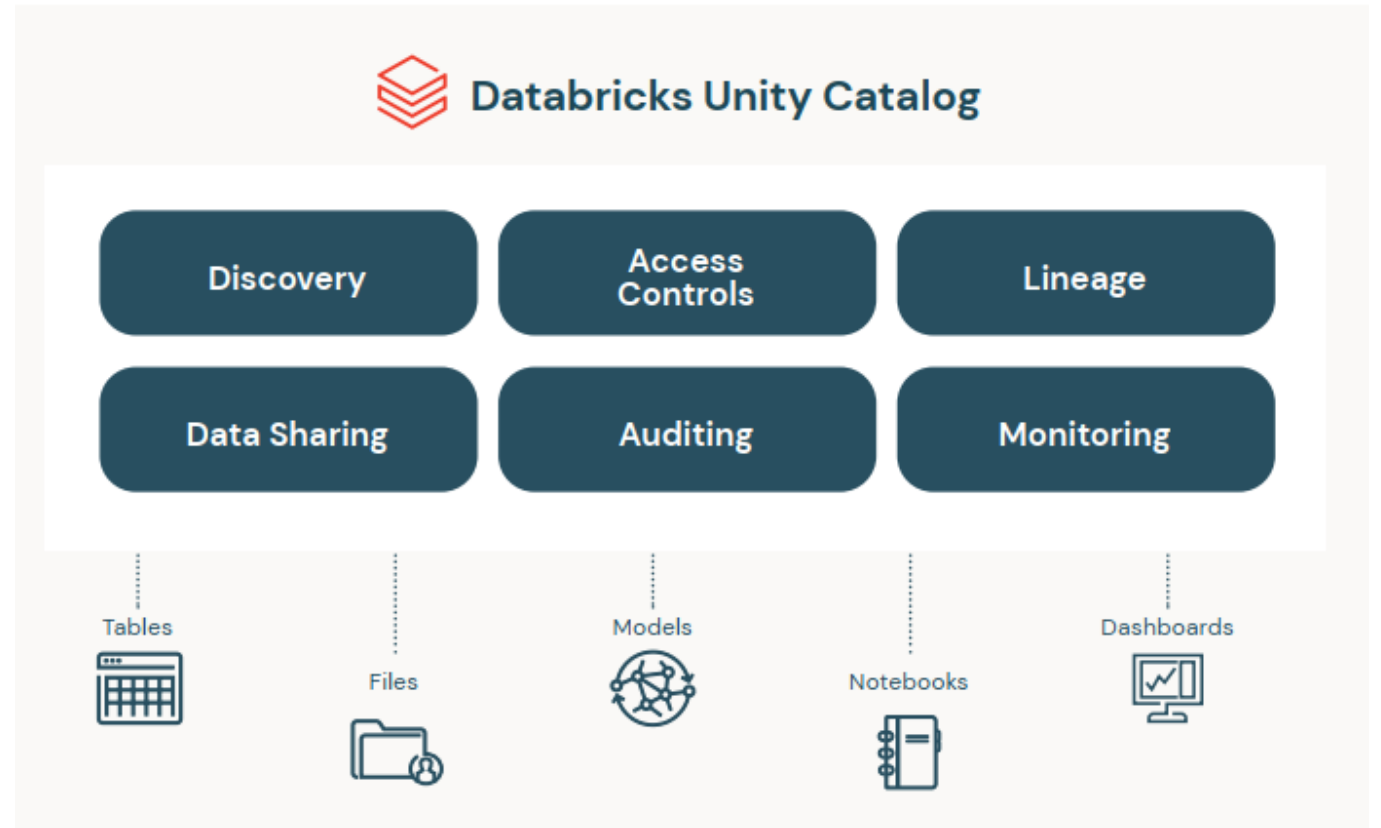 Databricks Unity Catalog
Discovery
Access
Controls
Lineage
Data Sharing
Auditing
Monitoring
Tables
Files
Models
Notebooks
Dashboards